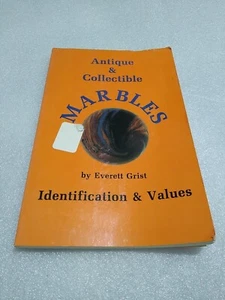 Antique
&
Collectible
MARBLES
by Everett Grist
Identification & Values